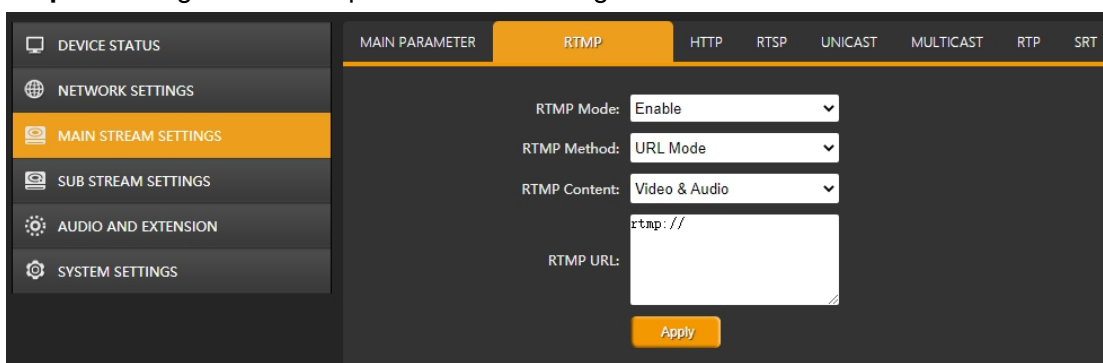 DEVICE STATUS
NETWORK SETTINGS
MAIN STREAM SETTINGS
SUB STREAM SETTINGS
AUDIO AND EXTENSION
SYSTEM SETTINGS
MAIN PARAMETER RTMP HTTP RTSP UNICAST MULTICAST RTP SRT
RTMP Mode: Enable
RTMP Method: URL Mode
RTMP Content: Video & Audio
RTMP URL: rtmp://
Apply